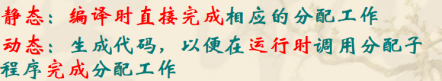 静态：编译时直接完成相应的分配工作
动态：生成代码，以便在运行时调用分配子
程序完成分配工作